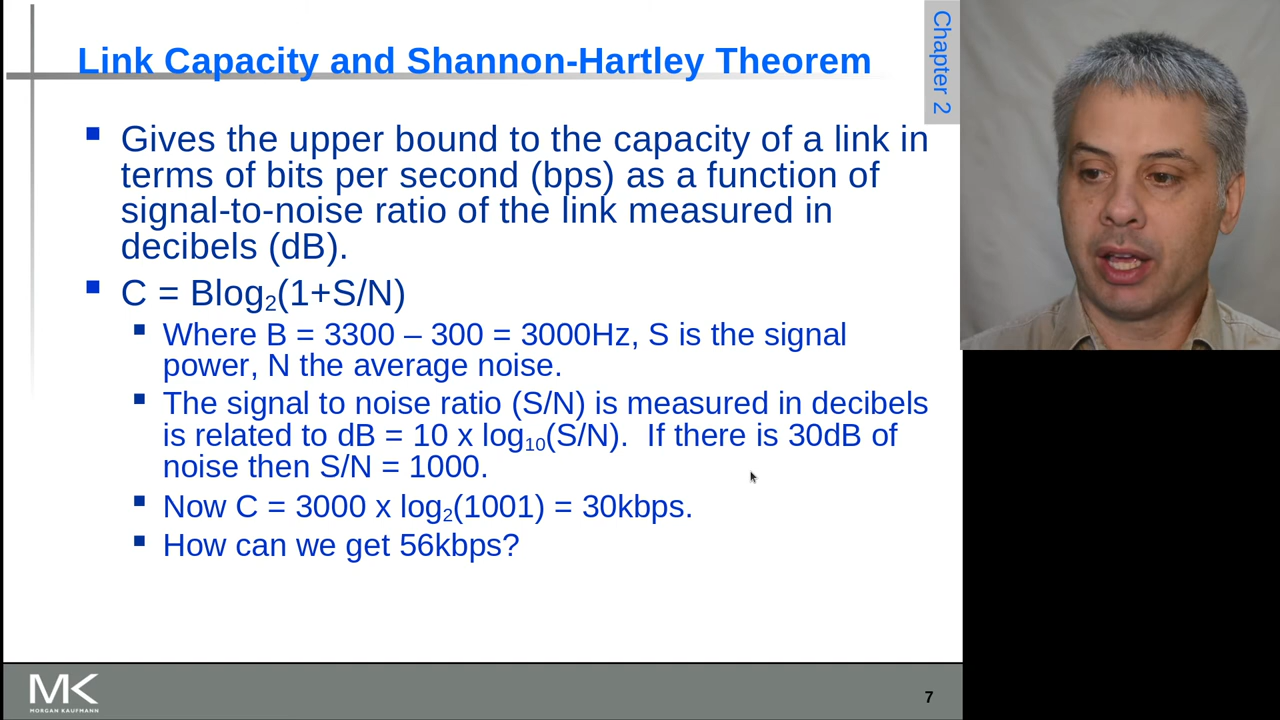 Link Capacity and Shannon-Hartley Theorem
Chapter 2
Gives the upper bound to the capacity of a link in
terms of bits per second (bps) as a function of
signal-to-noise ratio of the link measured in
decibels (dB).
C = Blog2(1+S/N)
Where B = 3300 – 300 = 3000Hz, S is the signal
power, N the average noise.
The signal to noise ratio (S/N) is measured in decibels
is related to dB = 10 x log10(S/N). If there is 30dB of
noise then S/N = 1000.
Now C = 3000 x log2(1001) = 30kbps.
How can we get 56kbps?
MK
MORGAN KAUFMANN
7